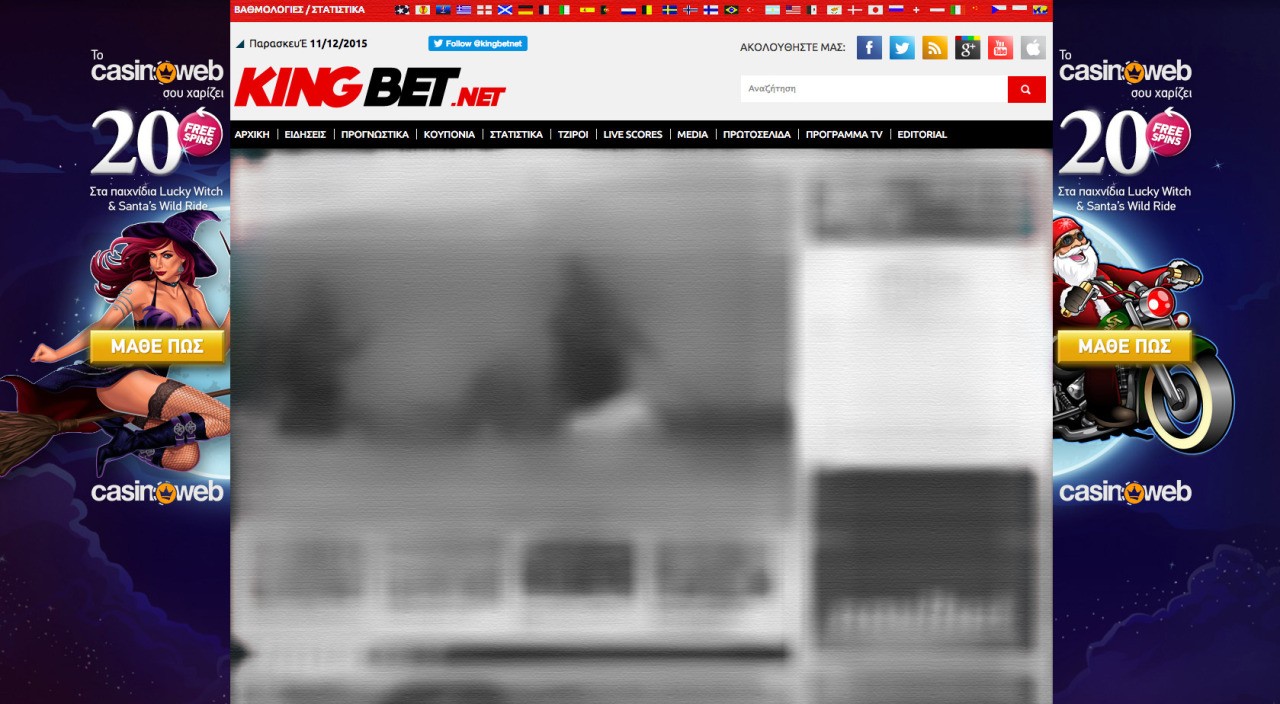 ΒΑΘΜΟΛΟΓΙΕΣ / ΣΤΑΤΙΣΤΙΚΑ
ΠαρασκευΈ 11/12/2015
Follow @kingbetnet
ΑΚΟΛΟΥΘΗΣΤΕ ΜΑΣ:
f
g+
You Tube
KINGBET.NET
Αναζήτηση
ΑΡΧΙΚΗ ΕΙΔΗΣΕΙΣ ΠΡΟΓΝΩΣΤΙΚΑ ΚΟΥΠΟΝΙΑ ΣΤΑΤΙΣΤΙΚΑ ΤΖΙΡΟΙ LIVE SCORES MEDIA ΠΡΩΤΟΣΕΛΙΔΑ ΠΡΟΓΡΑΜΜΑ TV EDITORIAL
Το
casinoweb
σου χαρίζει
20 FREE SPINS
Στα παιχνίδια Lucky Witch
& Santa's Wild Ride
ΜΑΘΕ ΠΩΣ
casinoweb
Το
casinoweb
σου χαρίζει
20 FREE SPINS
Στα παιχνίδια Lucky Witch
& Santa's Wild Ride
ΜΑΘΕ ΠΩΣ
casinoweb